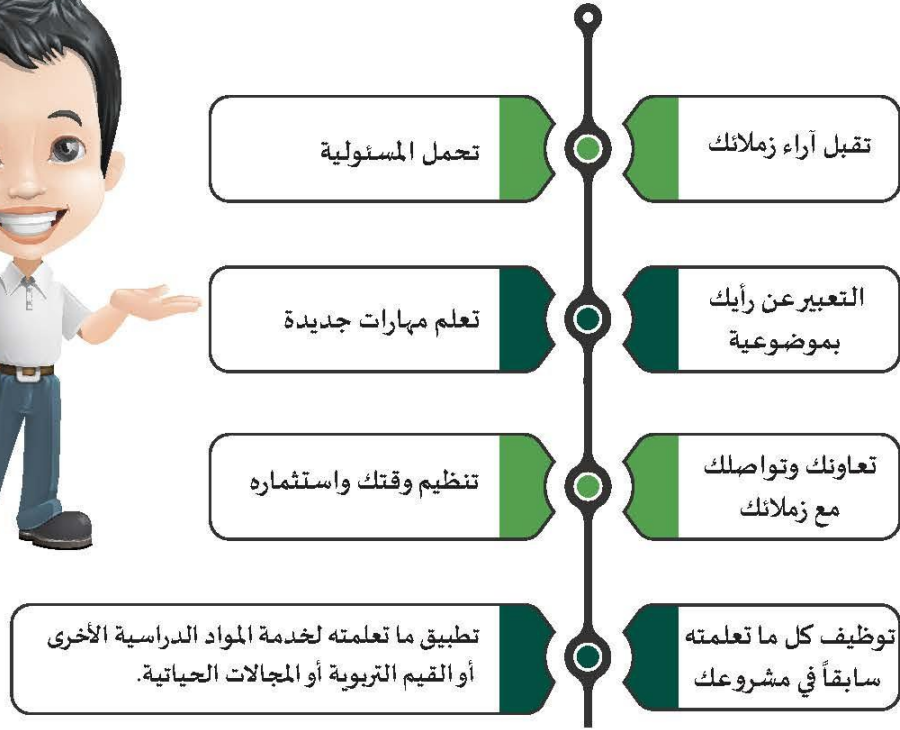 تقبل آراء زملائك
تحمل المسئولية
التعبير عن رأيك
بموضوعية
تعلم مهارات جديدة
تعاونك وتواصلك
مع زملائك
تنظيم وقتك واستثماره
توظيف كل ما تعلمته
سابقاً في مشروعك
تطبيق ما تعلمته لخدمة المواد الدراسية الأخرى
أو القيم التربوية أو المجالات الحياتية.